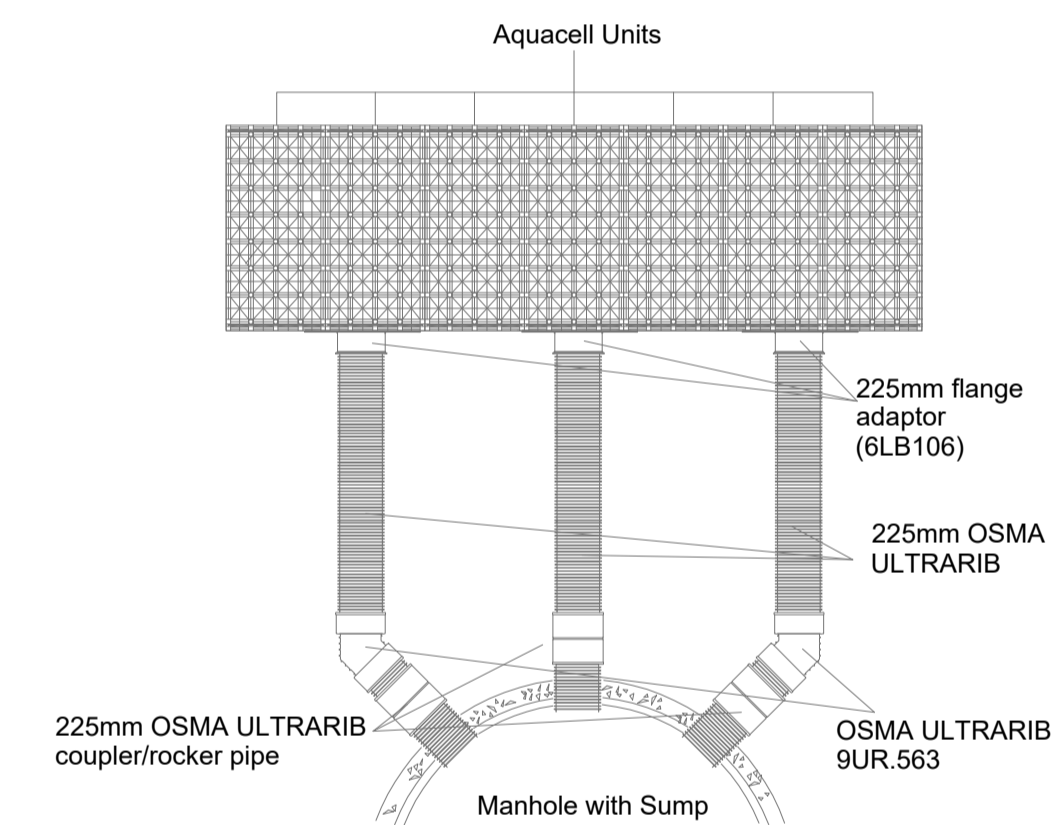 Aquacell Units
225mm flange
adaptor
(6LB106)
225mm OSMA
ULTRARIB
225mm OSMA ULTRARIB
coupler/rocker pipe
OSMA ULTRARIB
9UR.563
Manhole with Sump